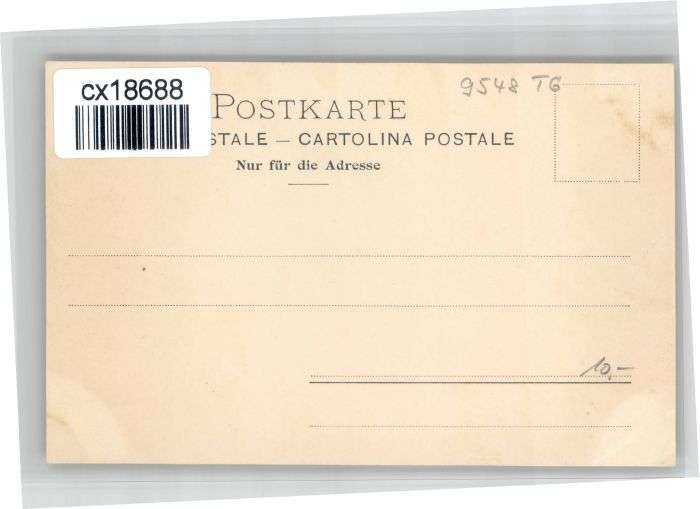 cx18688
9548 TG
POSTKARTE
STALE — CARTOLINA POSTALE
Nur für die Adresse
10,-